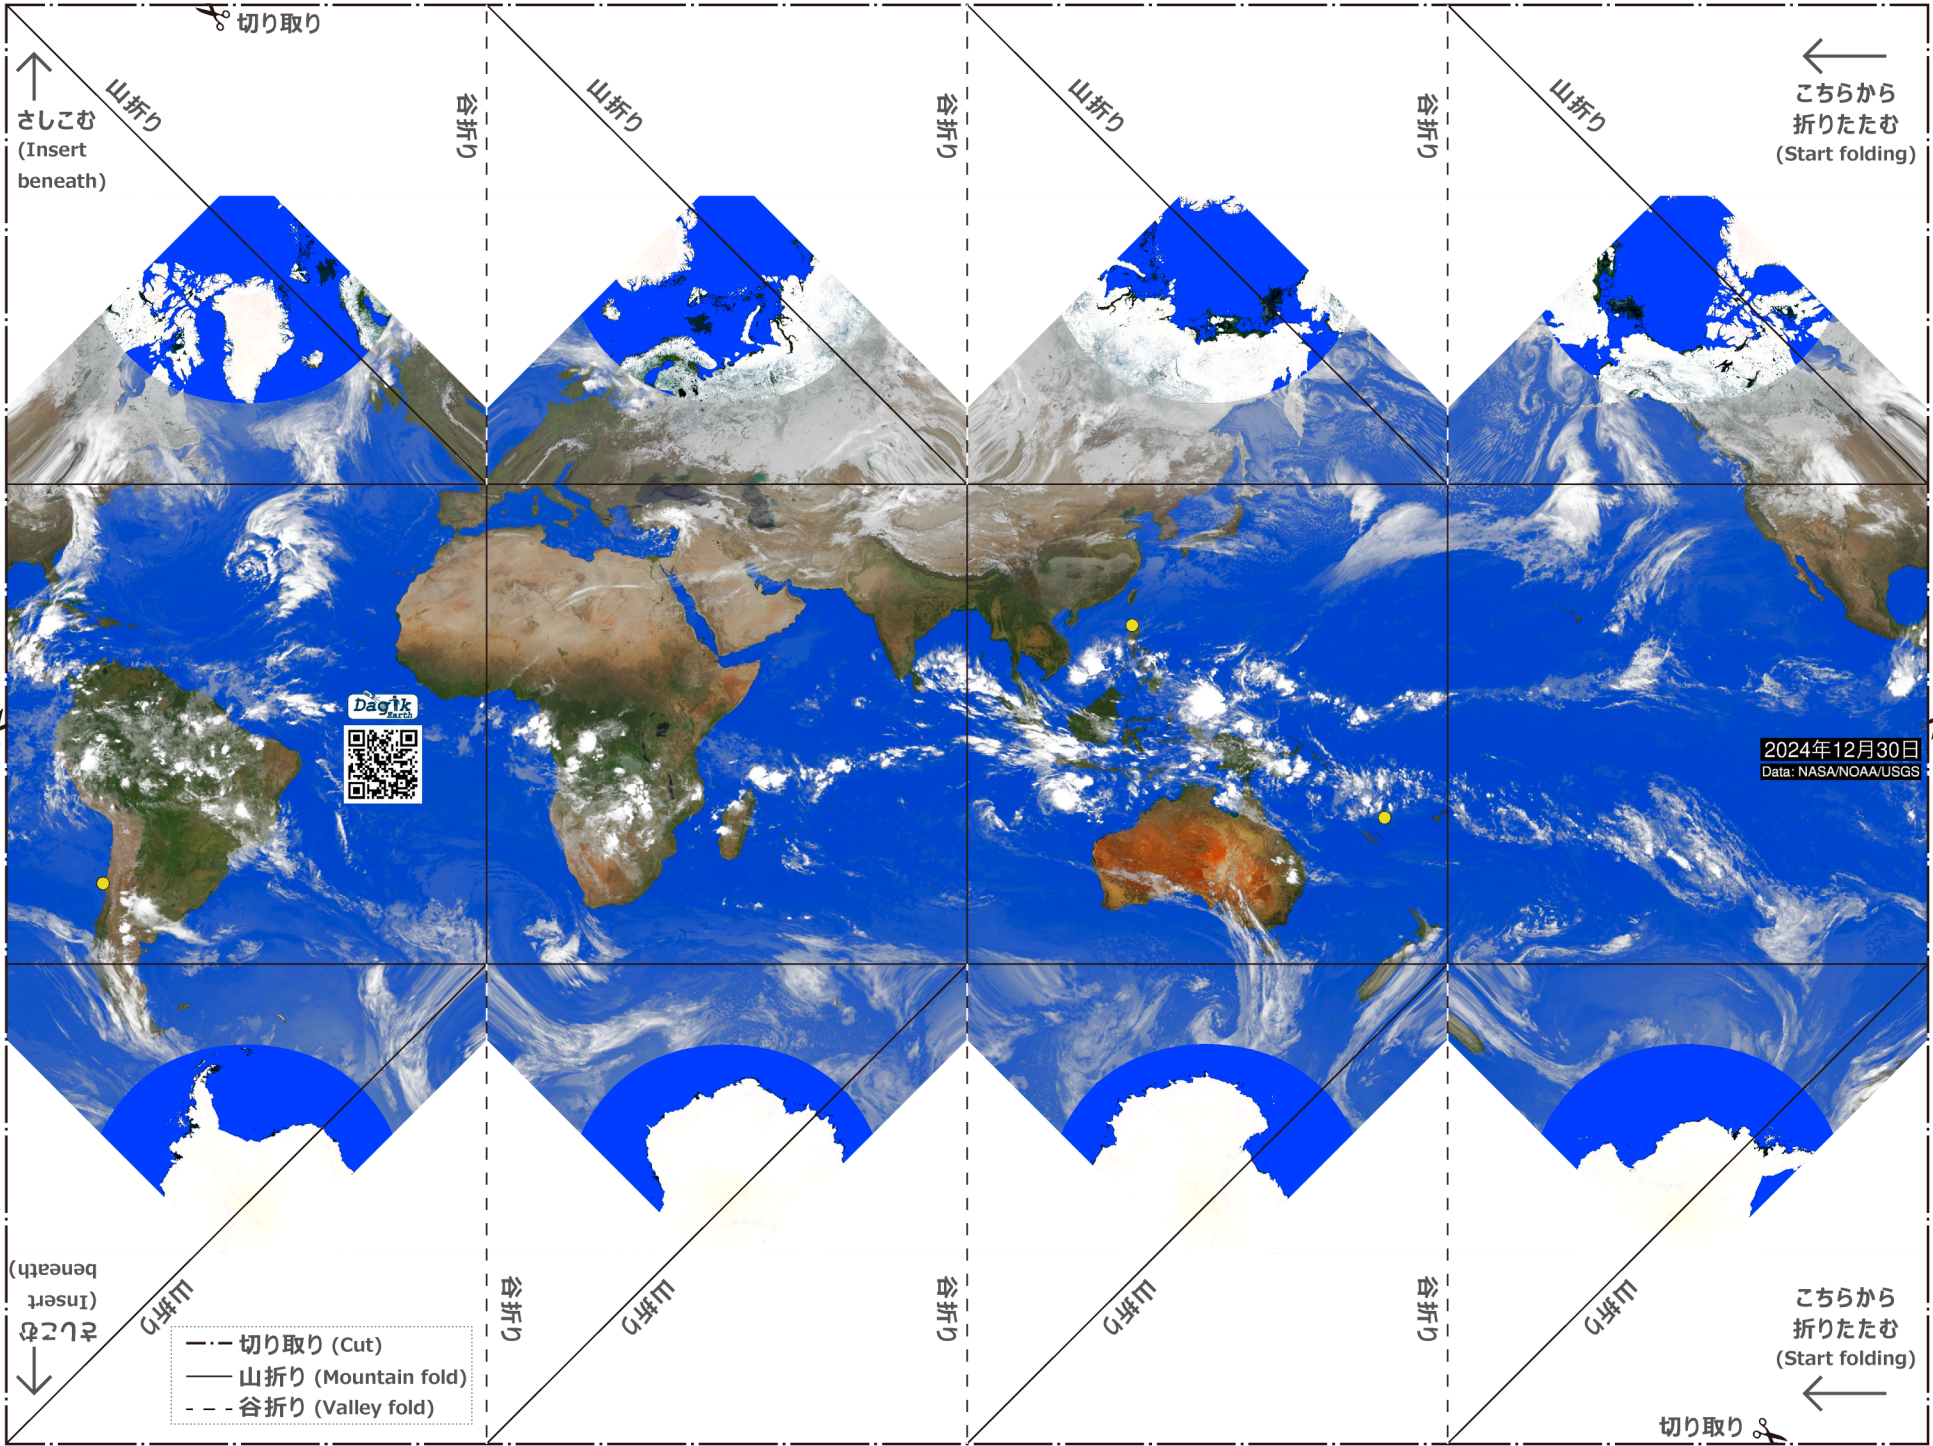 切り取り
山折り
谷折り
山折り
谷折り
山折り
谷折り
山折り
こちらから
折りたたむ
(Start folding)
さしこむ
(Insert
beneath)
Dagik
Earth
2024年12月30日
Data: NASA/NOAA/USGS
さしこむ
(Insert
beneath)
山折り
谷折り
山折り
谷折り
山折り
谷折り
山折り
こちらから
折りたたむ
(Start folding)
切り取り (Cut)
山折り (Mountain fold)
谷折り (Valley fold)
切り取り